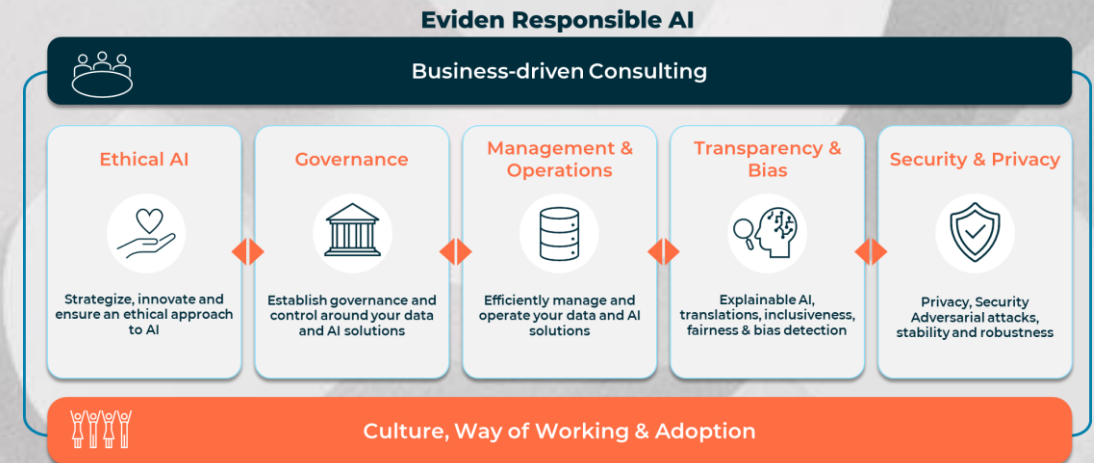 Eviden Responsible AI
Business-driven Consulting
Ethical AI
Strategize, innovate and
ensure an ethical approach
to AI
Governance
Establish governance and
control around your data
and AI solutions
Management &
Operations
Efficiently manage and
operate your data and AI
solutions
Transparency &
Bias
Explainable AI,
translations, inclusiveness,
fairness & bias detection
Security & Privacy
Privacy, Security
Adversarial attacks,
stability and robustness
Culture, Way of Working & Adoption